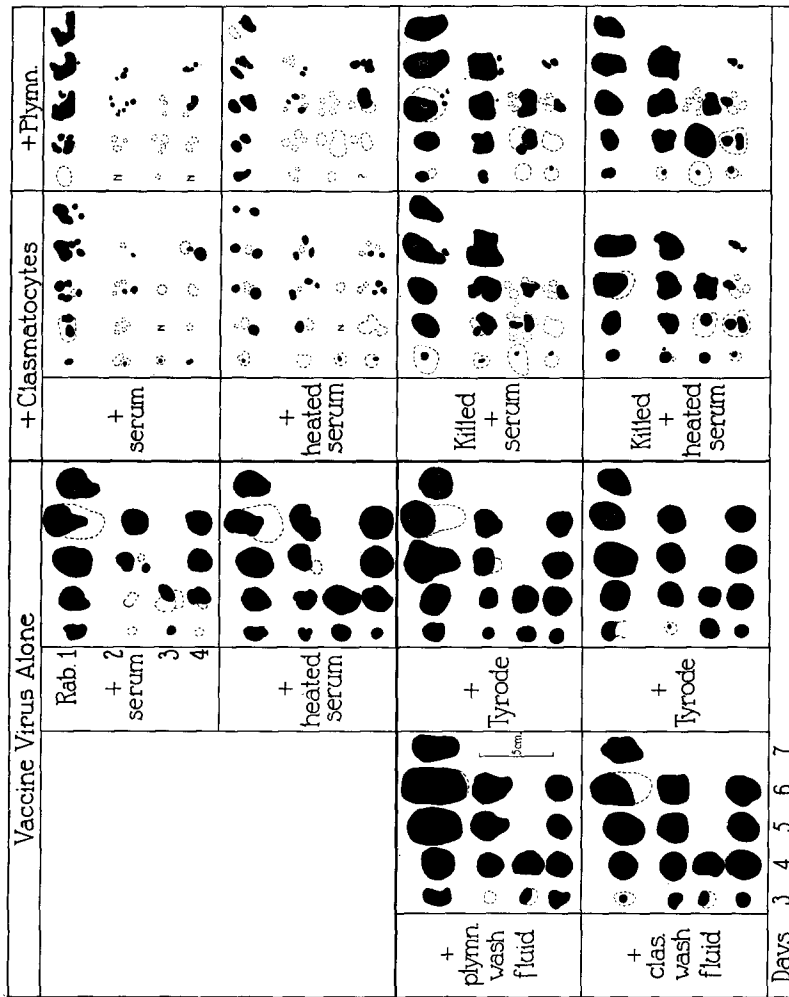 Vaccine Virus Alone
+ Clasmatocytes
+ Plymn.
Rab. 1
2
+
serum
3
4
+
serum
N
N
N
N
+
heated
serum
+
heated
serum
N
?
+
plymn.
wash
fluid
5cm.
+
Tyrode
Killed
+
serum
+
clas.
wash
fluid
+
Tyrode
Killed
+
heated
serum
Days 3 4 5 6 7